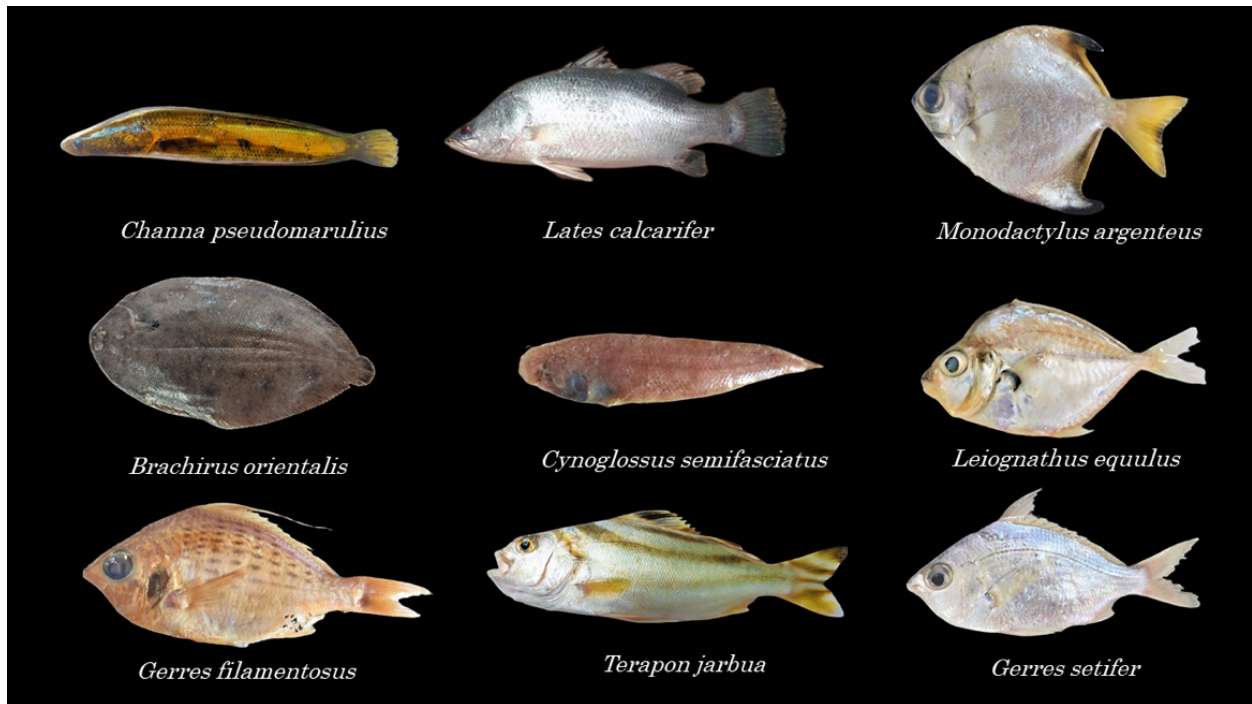 Channa pseudomarulius
Lates calcarifer
Monodactylus argenteus
Brachirus orientalis
Cynoglossus semifasciatus
Leiognathus equulus
Gerres filamentosus
Terapon jarbua
Gerres setifer